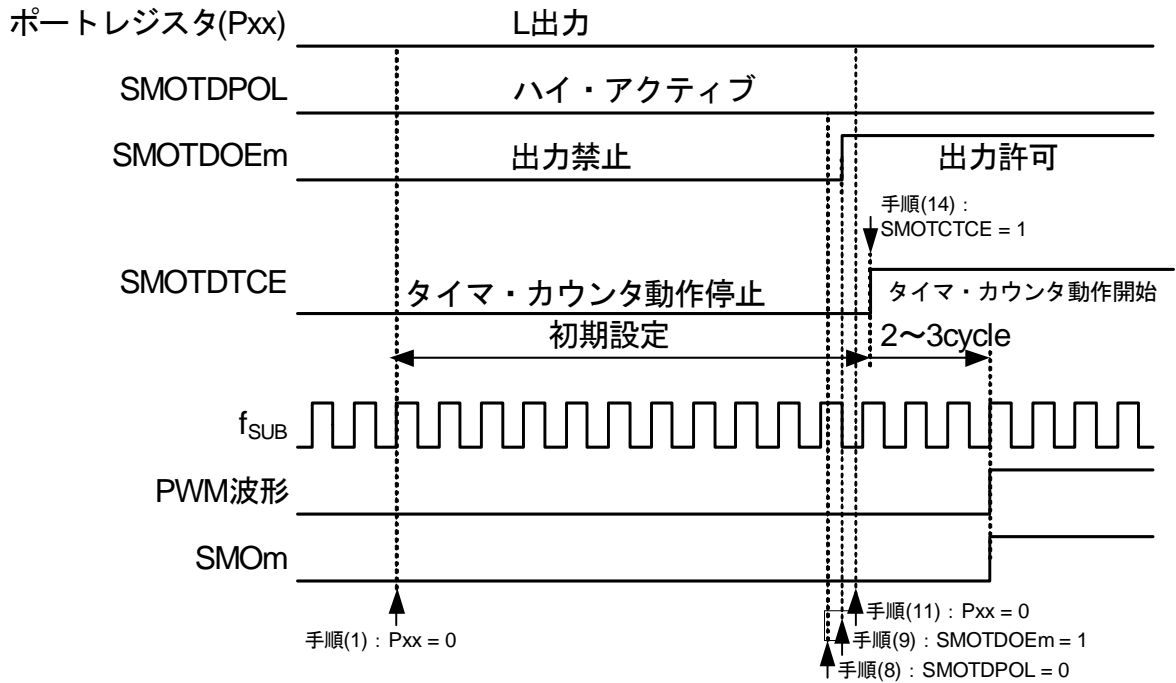 ポートレジスタ(Pxx)
L出力
SMOTDPOL
ハイ・アクティブ
SMOTDOEm
出力禁止
出力許可
手順(14)：
SMOTCTCE = 1
SMOTDTCE
タイマ・カウンタ動作停止
タイマ・カウンタ動作開始
初期設定
2～3cycle
fSUB
PWM波形
SMOm
手順(1)：Pxx = 0
手順(11)：Pxx = 0
手順(9)：SMOTDOEm = 1
手順(8)：SMOTDPOL = 0